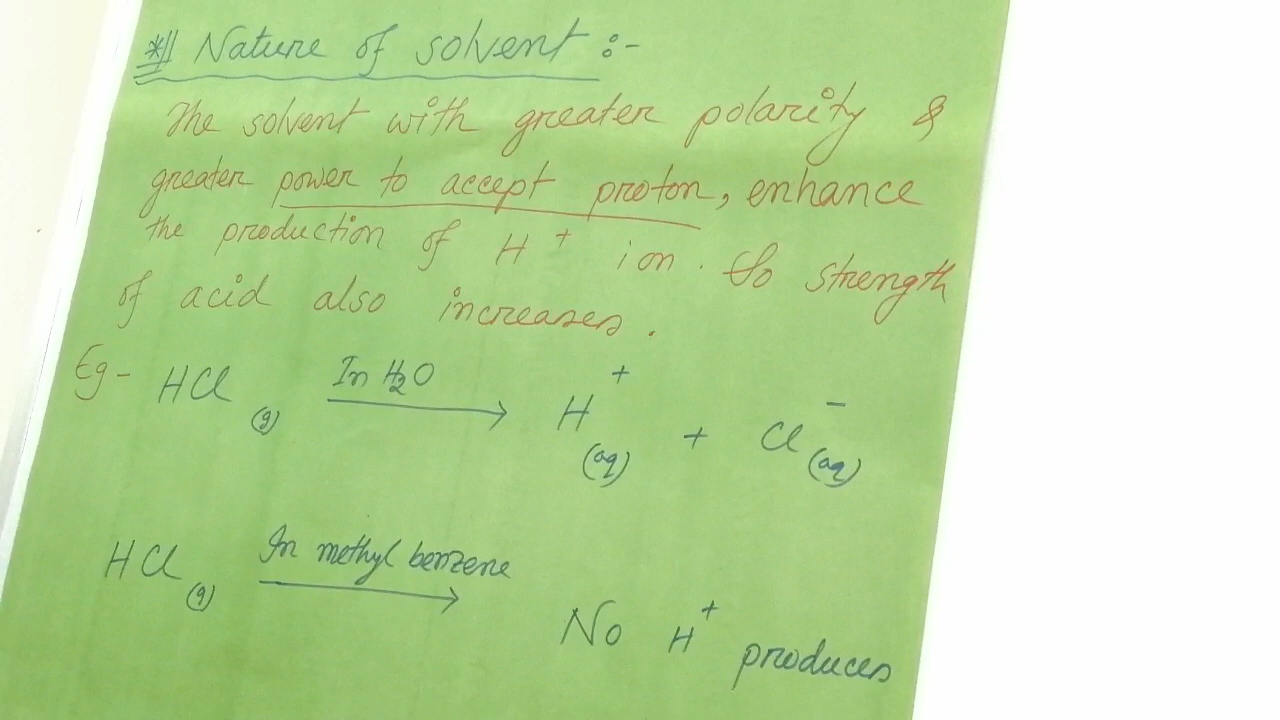 *|| Nature of solvent :-
The solvent with greater polarity &
greater power to accept proton, enhance
the production of H⁺ ion. So strength
of acid also increases.
Eg- HCl (g) In H₂O → H⁺ (aq) + Cl⁻ (aq)
HCl (g) In methyl benzene → No H⁺ produces